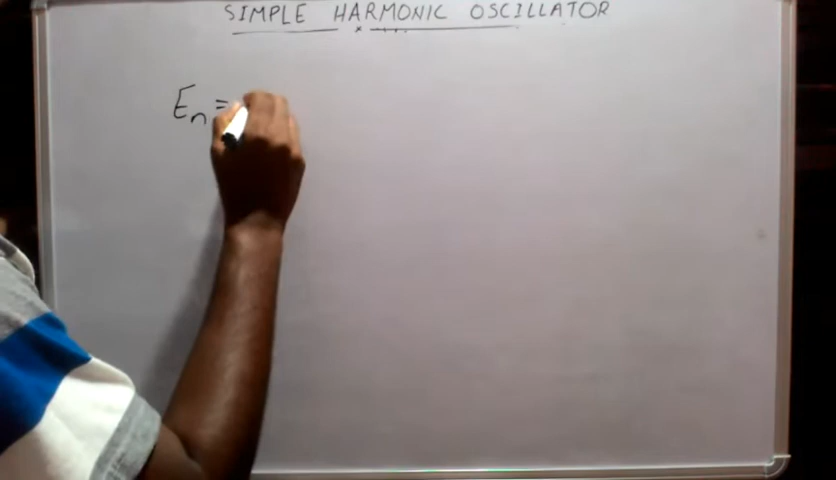 SIMPLE HARMONIC OSCILLATOR
En =